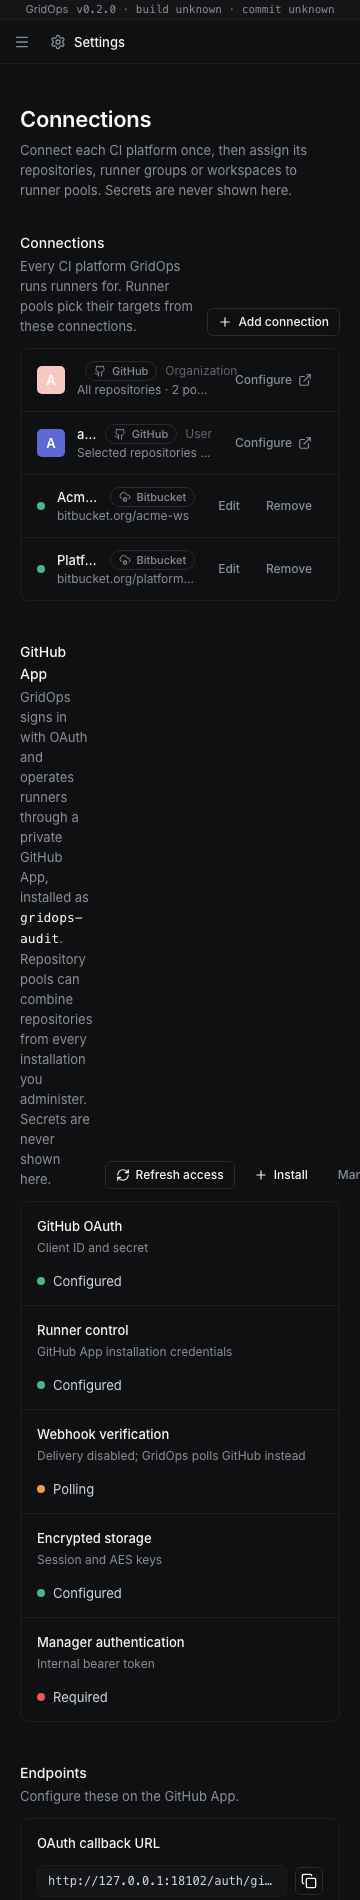 GridOps v0.2.0 · build unknown · commit unknown
Settings
Connections
Connect each CI platform once, then assign its
repositories, runner groups or workspaces to
runner pools. Secrets are never shown here.
Connections
Every CI platform GridOps
runs runners for. Runner
pools pick their targets from
these connections.
Add connection
A
GitHub Organization
All repositories · 2 po...
Configure
A
a... GitHub User
Selected repositories ...
Configure
Acm... Bitbucket
bitbucket.org/acme-ws
Edit Remove
Platf... Bitbucket
bitbucket.org/platform...
Edit Remove
GitHub
App
GridOps
signs in
with OAuth
and
operates
runners
through a
private
GitHub
App,
installed as
gridops-
audit.
Repository
pools can
combine
repositories
from every
installation
you
administer.
Secrets are
never
shown
here.
Refresh access Install Mar
GitHub OAuth
Client ID and secret
Configured
Runner control
GitHub App installation credentials
Configured
Webhook verification
Delivery disabled; GridOps polls GitHub instead
Polling
Encrypted storage
Session and AES keys
Configured
Manager authentication
Internal bearer token
Required
Endpoints
Configure these on the GitHub App.
OAuth callback URL
http://127.0.0.1:18102/auth/gi...